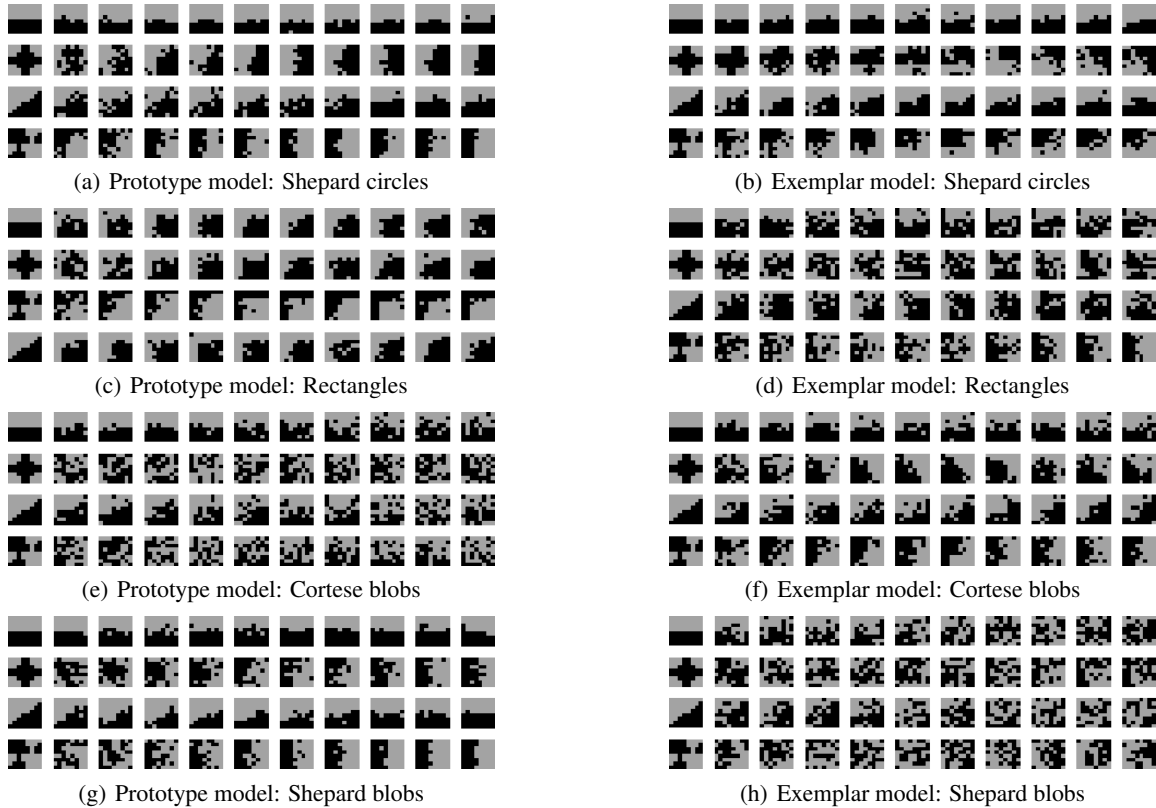 (a) Prototype model: Shepard circles
(b) Exemplar model: Shepard circles
(c) Prototype model: Rectangles
(d) Exemplar model: Rectangles
(e) Prototype model: Cortese blobs
(f) Exemplar model: Cortese blobs
(g) Prototype model: Shepard blobs
(h) Exemplar model: Shepard blobs